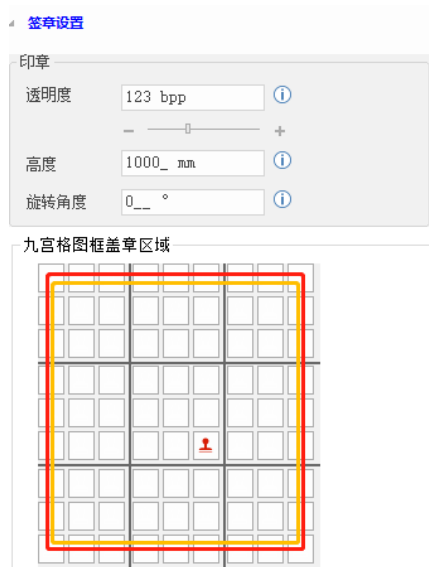 签章设置
印章
透明度 123 bpp
高度 1000_ mm
旋转角度 0__ °
九宫格图框盖章区域